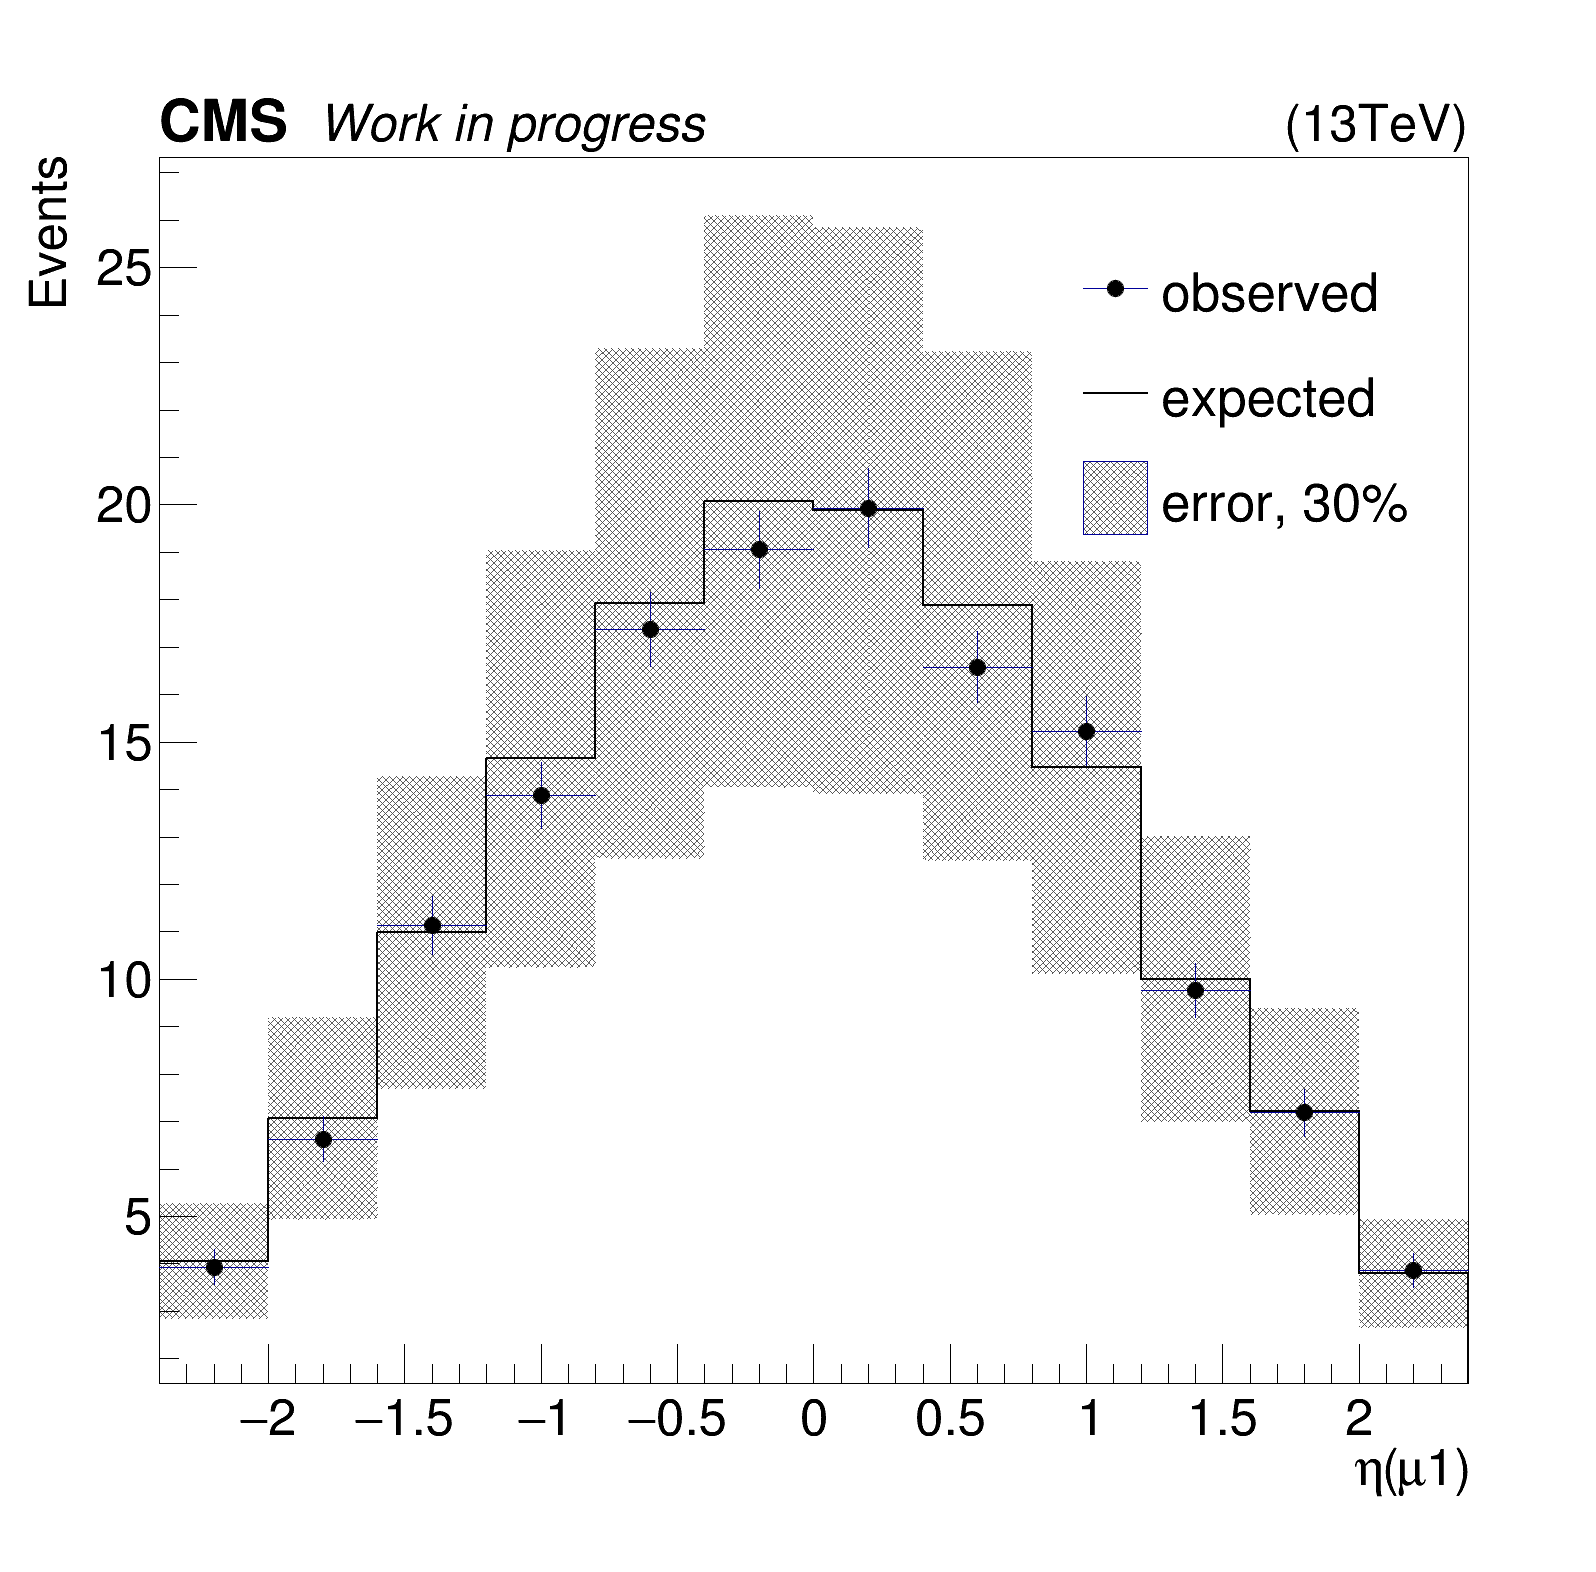 CMS Work in progress (13TeV)
Events
25
20
15
10
5
observed
expected
error, 30%
−2 −1.5 −1 −0.5 0 0.5 1 1.5 2
η(μ1)